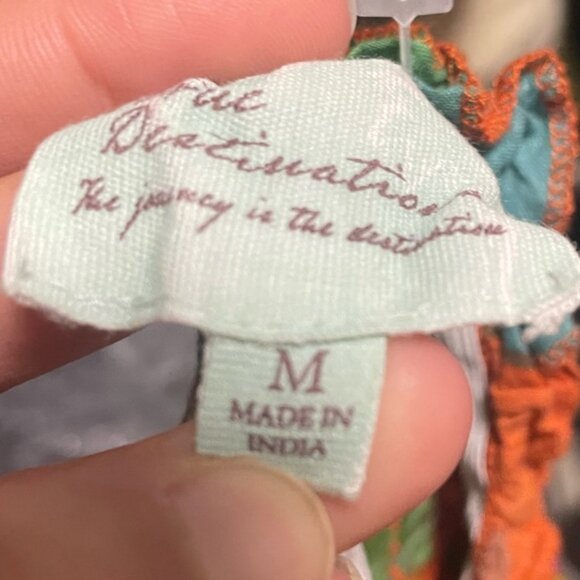 Destination
The journey is the destination
M
MADE IN
INDIA